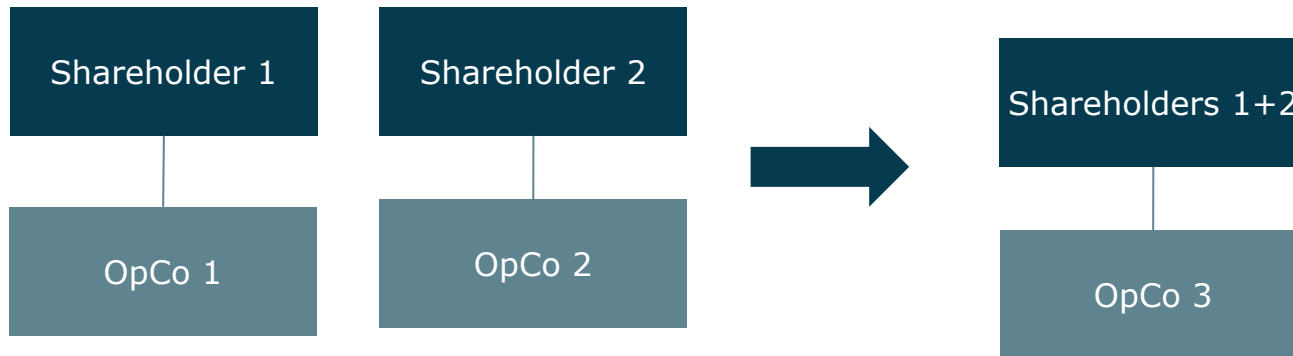 Shareholder 1
Shareholder 2
Shareholders 1+2
OpCo 1
OpCo 2
OpCo 3